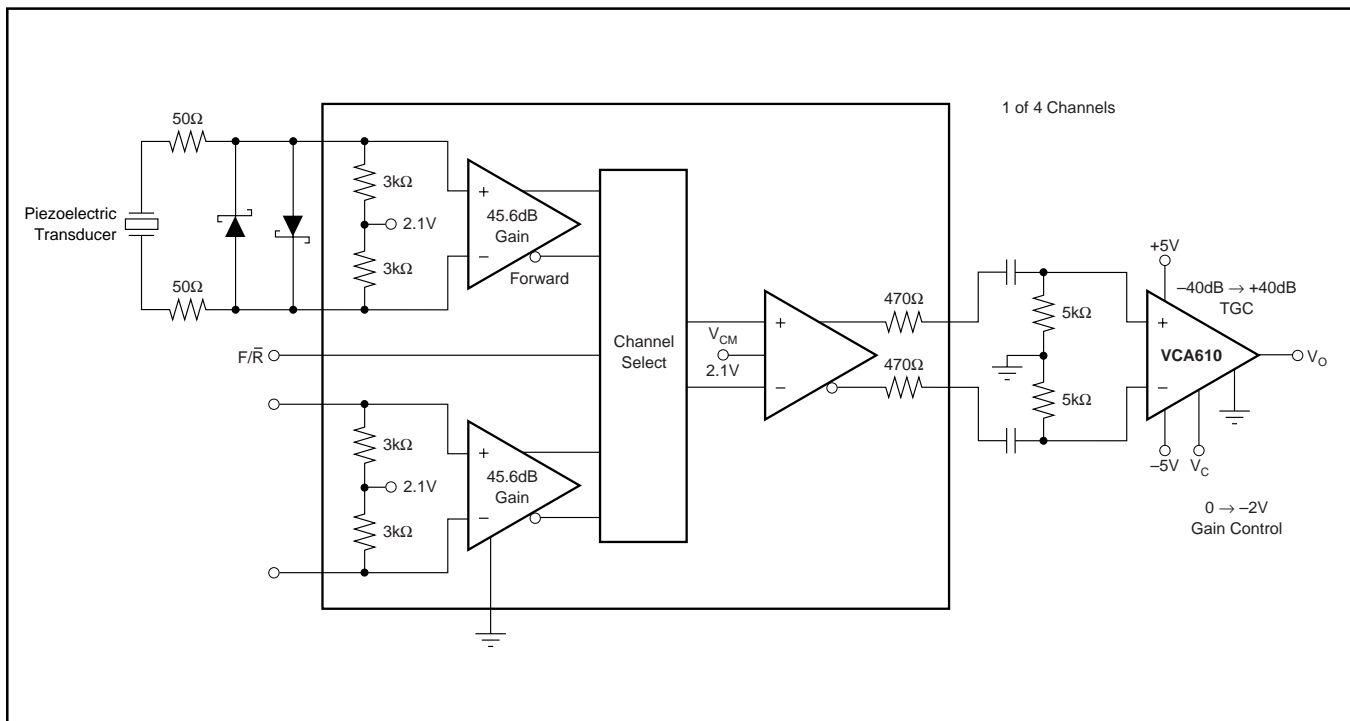 1 of 4 Channels
50Ω
Piezoelectric
Transducer
50Ω
3kΩ
2.1V
3kΩ
+
45.6dB
Gain
−
Forward
F/R̅
3kΩ
2.1V
3kΩ
+
45.6dB
Gain
−
Channel
Select
V_CM
2.1V
+
−
470Ω
470Ω
5kΩ
5kΩ
+5V
−40dB → +40dB
TGC
+
VCA610
−
V_O
−5V
V_C
0 → −2V
Gain Control